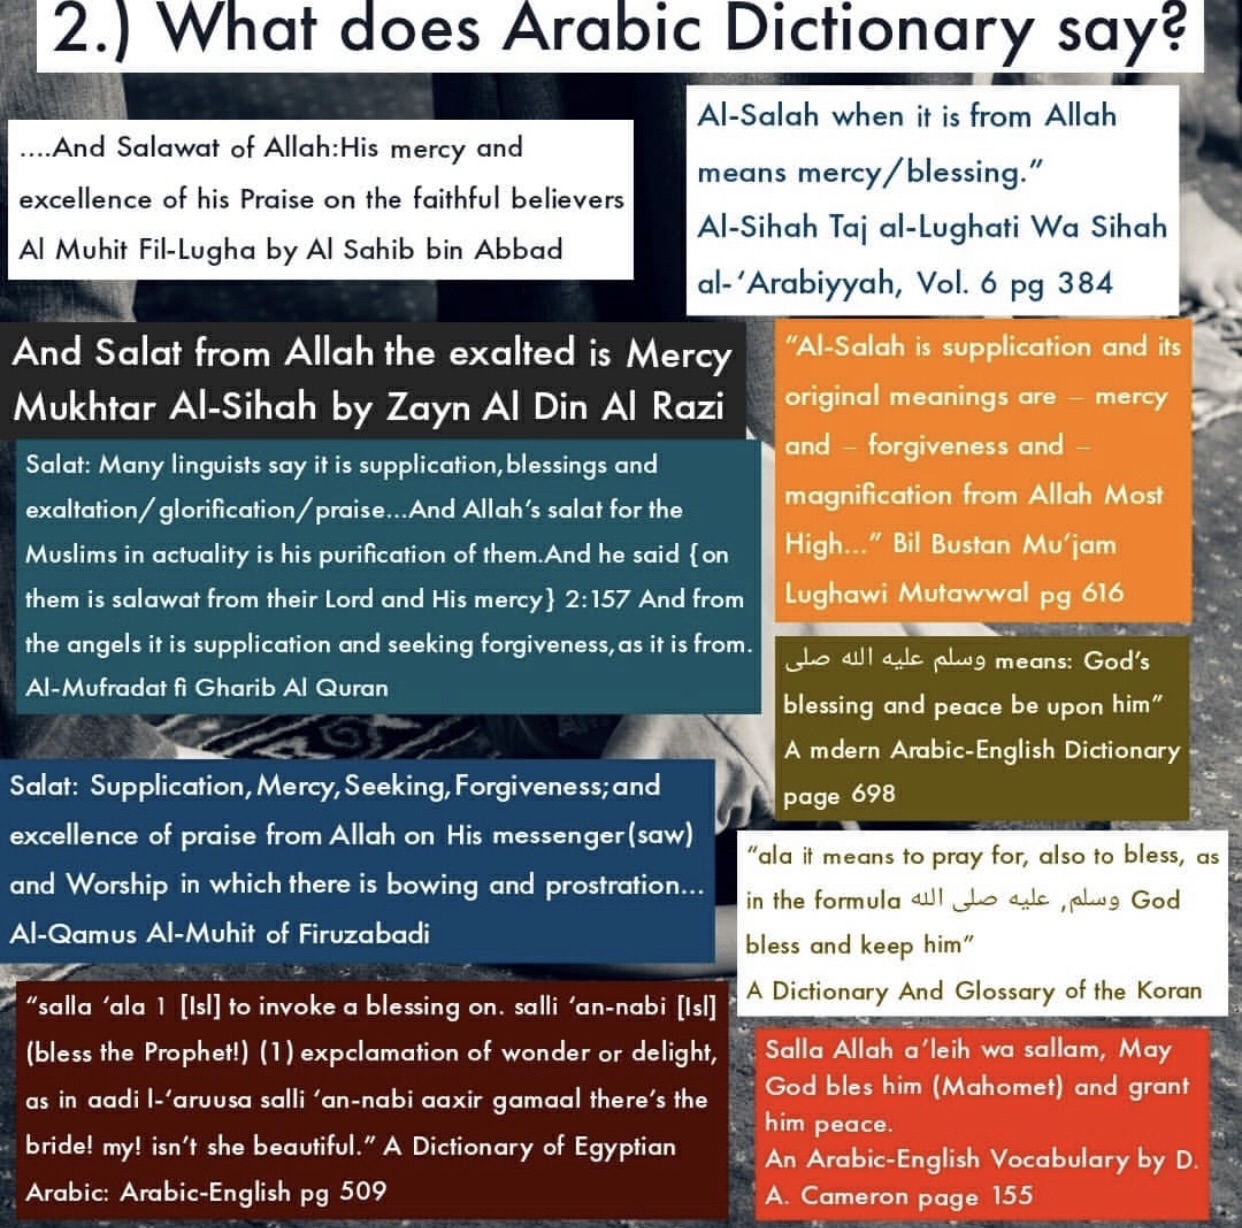 2.) What does Arabic Dictionary say?
....And Salawat of Allah:His mercy and
excellence of his Praise on the faithful believers
Al Muhit Fil-Lugha by Al Sahib bin Abbad
Al-Salah when it is from Allah
means mercy/blessing.”
Al-Sihah Taj al-Lughati Wa Sihah
al-‘Arabiyyah, Vol. 6 pg 384
And Salat from Allah the exalted is Mercy
Mukhtar Al-Sihah by Zayn Al Din Al Razi
“Al-Salah is supplication and its
original meanings are – mercy
and – forgiveness and –
magnification from Allah Most
High...” Bil Bustan Mu’jam
Lughawi Mutawwal pg 616
Salat: Many linguists say it is supplication,blessings and
exaltation/glorification/praise...And Allah’s salat for the
Muslims in actuality is his purification of them.And he said {on
them is salawat from their Lord and His mercy} 2:157 And from
the angels it is supplication and seeking forgiveness,as it is from.
Al-Mufradat fi Gharib Al Quran
وسلم عليه الله صلى means: God’s
blessing and peace be upon him”
A mdern Arabic-English Dictionary
page 698
Salat: Supplication,Mercy,Seeking,Forgiveness;and
excellence of praise from Allah on His messenger(saw)
and Worship in which there is bowing and prostration...
Al-Qamus Al-Muhit of Firuzabadi
“ala it means to pray for, also to bless, as
in the formula وسلم, عليه صلى الله God
bless and keep him”
A Dictionary And Glossary of the Koran
“salla ‘ala 1 [Isl] to invoke a blessing on. salli ‘an-nabi [Isl]
(bless the Prophet!) (1) expclamation of wonder or delight,
as in aadi l-‘aruusa salli ‘an-nabi aaxir gamaal there’s the
bride! my! isn’t she beautiful.” A Dictionary of Egyptian
Arabic: Arabic-English pg 509
Salla Allah a’leih wa sallam, May
God bles him (Mahomet) and grant
him peace.
An Arabic-English Vocabulary by D.
A. Cameron page 155